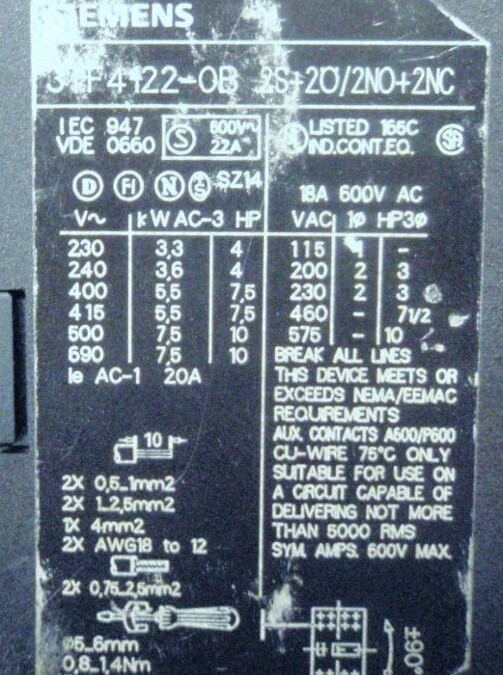 SIEMENS
3TF4122-0B 2S+2Ö/2NO+2NC
IEC 947
VDE 0660
S 600V~
22A
LISTED 165C
IND.CONT.EQ.
D FI N S SZ14
18A 600V AC
V~ kW AC-3 HP
230 3,3 4
240 3,6 4
400 5,5 7,5
415 5,5 7,5
500 7,5 10
690 7,5 10
Ie AC-1 20A
VAC 1Ø HP3Ø
115 1 -
200 2 3
230 2 3
460 - 71/2
575 - 10
BREAK ALL LINES
THIS DEVICE MEETS OR
EXCEEDS NEMA/EEMAC
REQUIREMENTS
AUX. CONTACTS A600/P600
CU-WIRE 75°C ONLY
SUITABLE FOR USE ON
A CIRCUIT CAPABLE OF
DELIVERING NOT MORE
THAN 5000 RMS
SYM. AMPS. 600V MAX.
10
2X 0,5...1mm2
2X 1...2,5mm2
1X 4mm2
2X AWG18 to 12
2X 0,75...2,5mm2
Ø5...6mm
0,8...1,4Nm